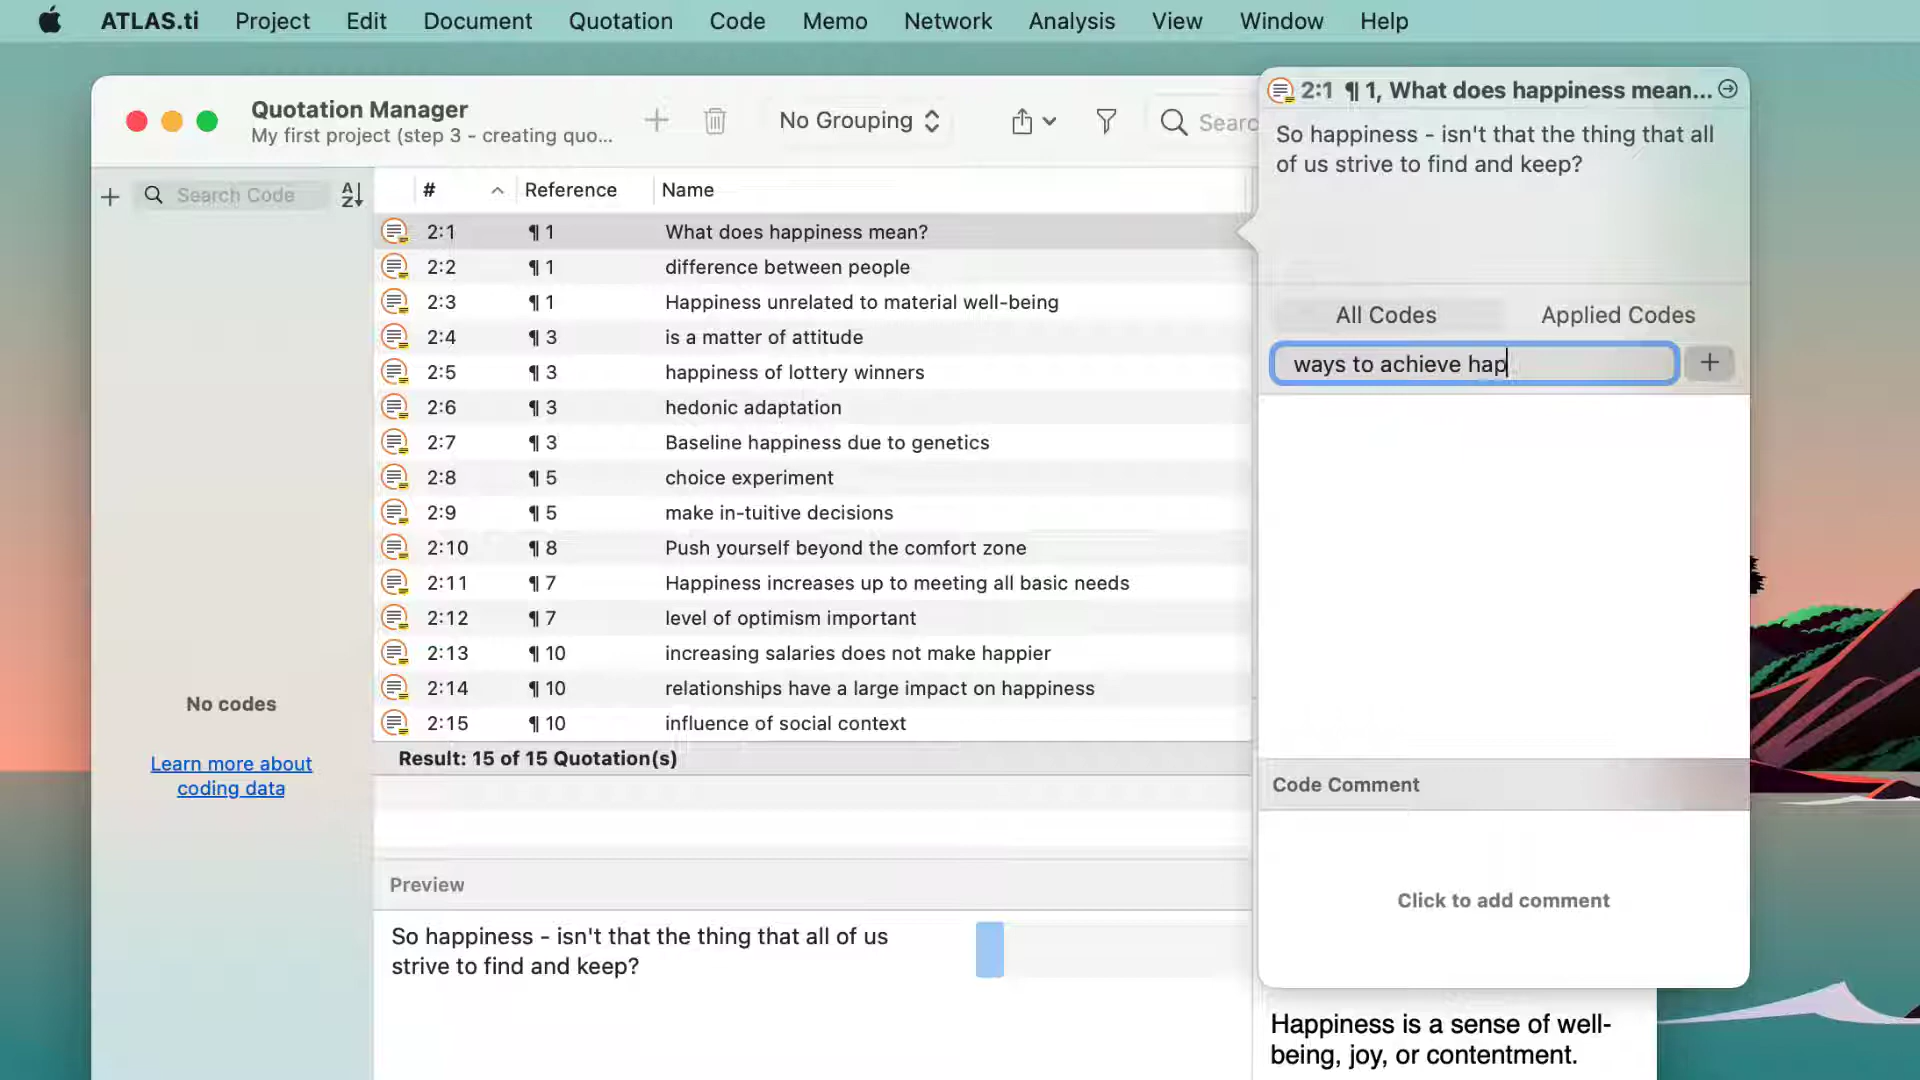 ATLAS.ti Project Edit Document Quotation Code Memo Network Analysis View Window Help
Quotation Manager
My first project (step 3 - creating quo...
No Grouping
Search Code
# Reference Name
2:1 ¶ 1 What does happiness mean?
2:2 ¶ 1 difference between people
2:3 ¶ 1 Happiness unrelated to material well-being
2:4 ¶ 3 is a matter of attitude
2:5 ¶ 3 happiness of lottery winners
2:6 ¶ 3 hedonic adaptation
2:7 ¶ 3 Baseline happiness due to genetics
2:8 ¶ 5 choice experiment
2:9 ¶ 5 make in-tuitive decisions
2:10 ¶ 8 Push yourself beyond the comfort zone
2:11 ¶ 7 Happiness increases up to meeting all basic needs
2:12 ¶ 7 level of optimism important
2:13 ¶ 10 increasing salaries does not make happier
2:14 ¶ 10 relationships have a large impact on happiness
2:15 ¶ 10 influence of social context
Result: 15 of 15 Quotation(s)
No codes
Learn more about
coding data
Preview
So happiness - isn't that the thing that all of us
strive to find and keep?
2:1 ¶ 1, What does happiness mean...
So happiness - isn't that the thing that all
of us strive to find and keep?
All Codes Applied Codes
ways to achieve hap
Code Comment
Click to add comment
Happiness is a sense of well-
being, joy, or contentment.